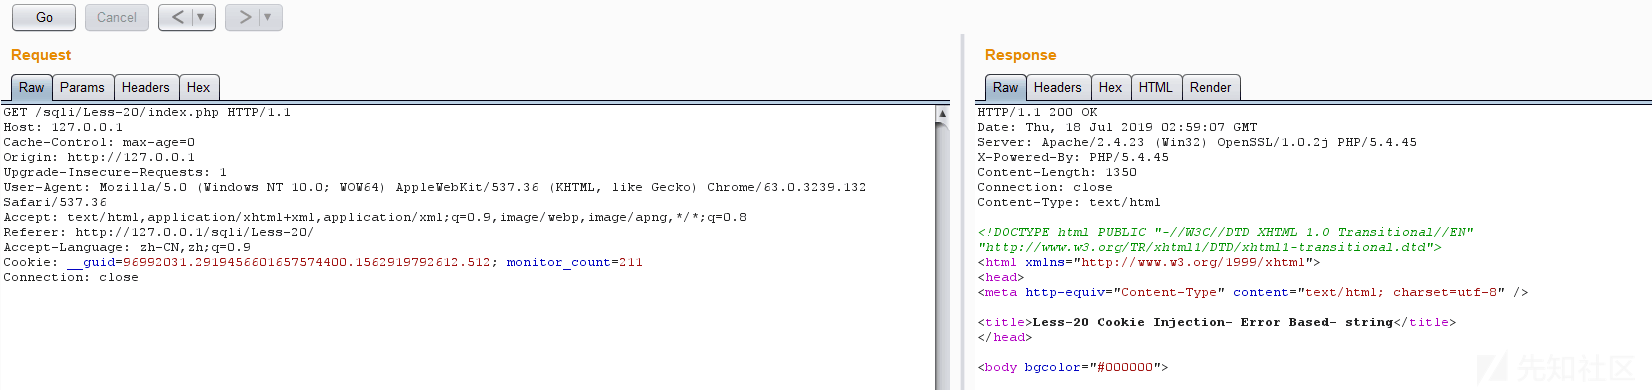 Go
Cancel
<
>
Request
Raw Params Headers Hex
GET /sqli/Less-20/index.php HTTP/1.1
Host: 127.0.0.1
Cache-Control: max-age=0
Origin: http://127.0.0.1
Upgrade-Insecure-Requests: 1
User-Agent: Mozilla/5.0 (Windows NT 10.0; WOW64) AppleWebKit/537.36 (KHTML, like Gecko) Chrome/63.0.3239.132
Safari/537.36
Accept: text/html,application/xhtml+xml,application/xml;q=0.9,image/webp,image/apng,*/*;q=0.8
Referer: http://127.0.0.1/sqli/Less-20/
Accept-Language: zh-CN,zh;q=0.9
Cookie: __guid=96992031.2919456601657574400.1562919792612.512; monitor_count=211
Connection: close
Response
Raw Headers Hex HTML Render
HTTP/1.1 200 OK
Date: Thu, 18 Jul 2019 02:59:07 GMT
Server: Apache/2.4.23 (Win32) OpenSSL/1.0.2j PHP/5.4.45
X-Powered-By: PHP/5.4.45
Content-Length: 1350
Connection: close
Content-Type: text/html
<!DOCTYPE html PUBLIC "-//W3C//DTD XHTML 1.0 Transitional//EN"
"http://www.w3.org/TR/xhtml1/DTD/xhtml1-transitional.dtd">
<html xmlns="http://www.w3.org/1999/xhtml">
<head>
<meta http-equiv="Content-Type" content="text/html; charset=utf-8" />
<title>Less-20 Cookie Injection- Error Based- string</title>
</head>
<body bgcolor="#000000">
先知社区